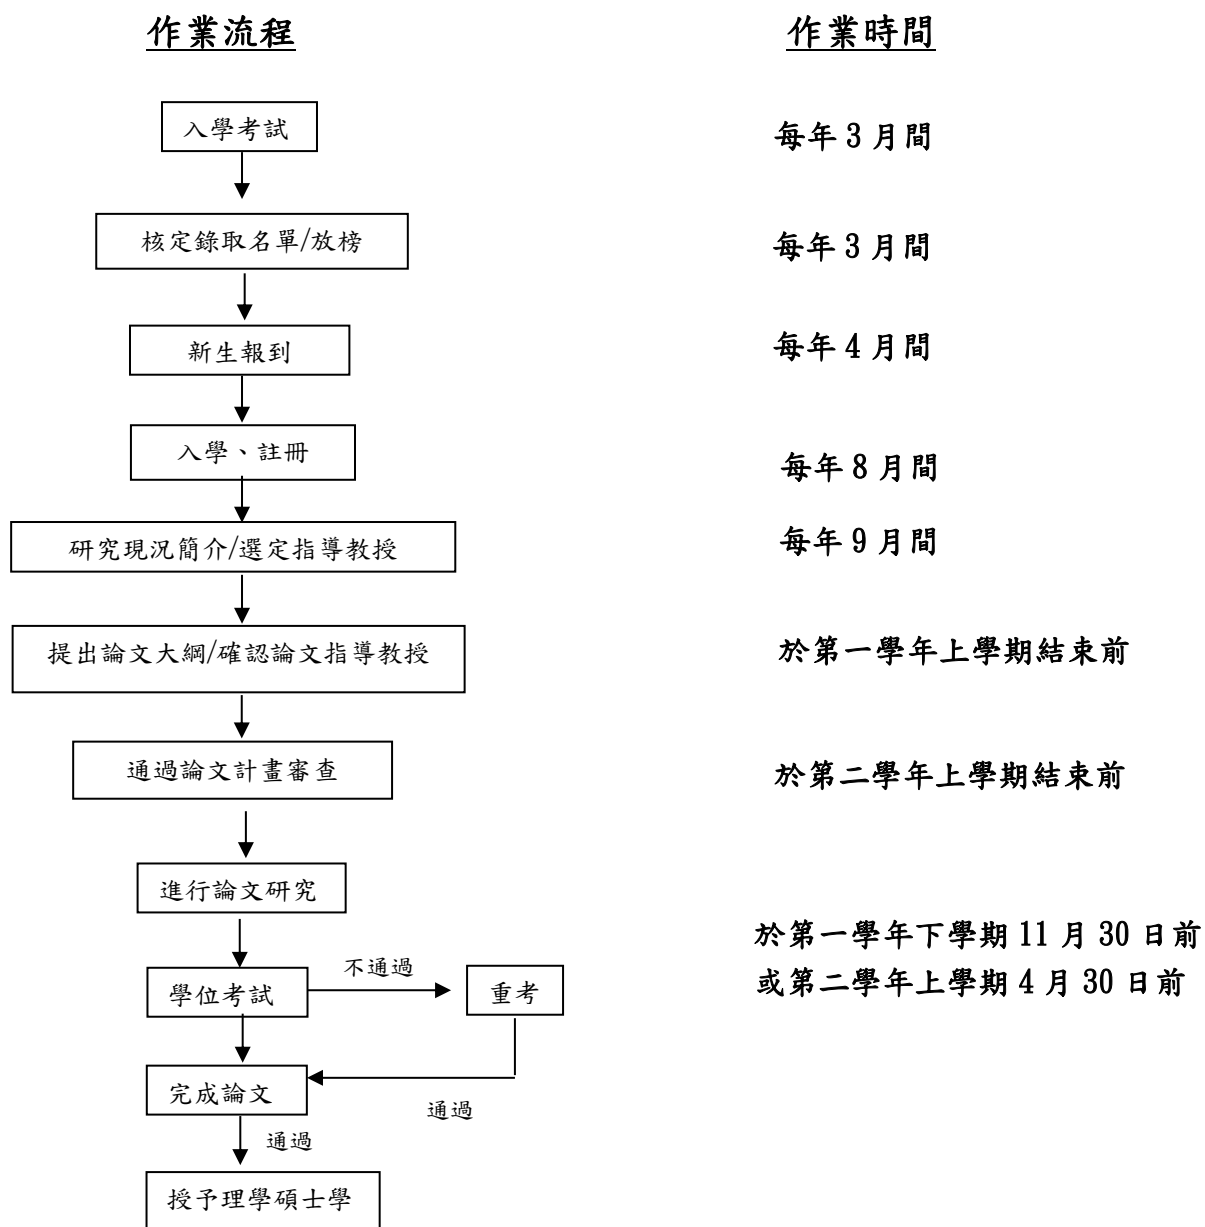 作業流程
作業時間
入學考試
每年 3 月間
核定錄取名單/放榜
每年 3 月間
新生報到
每年 4 月間
入學、註冊
每年 8 月間
研究現況簡介/選定指導教授
每年 9 月間
提出論文大綱/確認論文指導教授
於第一學年上學期結束前
通過論文計畫審查
於第二學年上學期結束前
進行論文研究
於第一學年下學期 11 月 30 日前
或第二學年上學期 4 月 30 日前
學位考試
不通過
重考
完成論文
通過
通過
授予理學碩士學